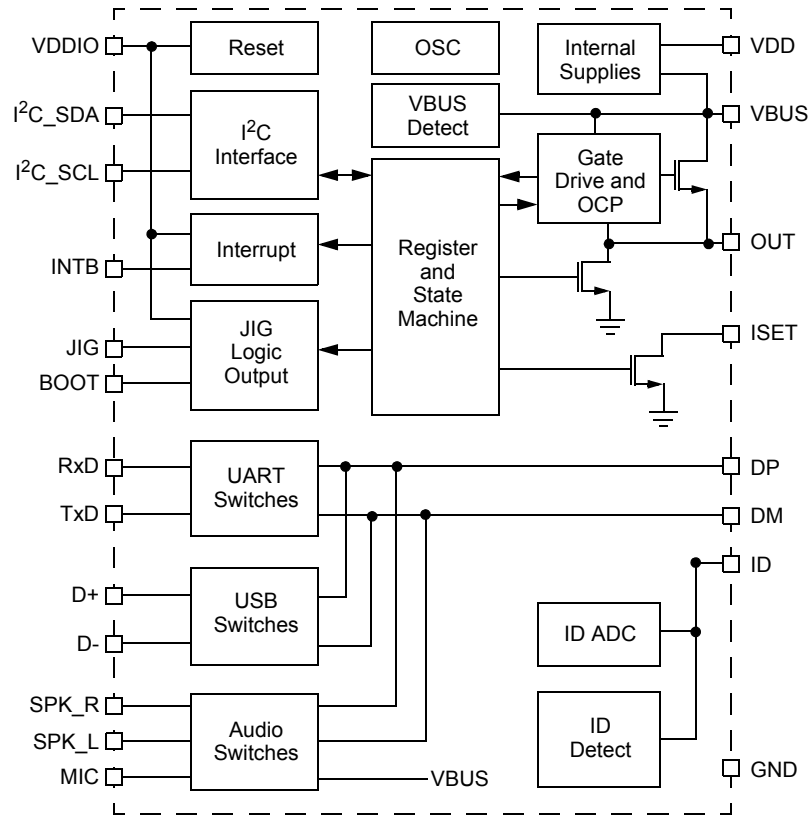 VDDIO
Reset
OSC
Internal
Supplies
VDD
I²C_SDA
I²C
Interface
VBUS
Detect
VBUS
I²C_SCL
Gate
Drive and
OCP
Register
and
State
Machine
INTB
Interrupt
OUT
JIG
BOOT
JIG
Logic
Output
ISET
RxD
TxD
UART
Switches
DP
DM
D+
D-
USB
Switches
ID
ID ADC
SPK_R
SPK_L
MIC
Audio
Switches
VBUS
ID
Detect
GND